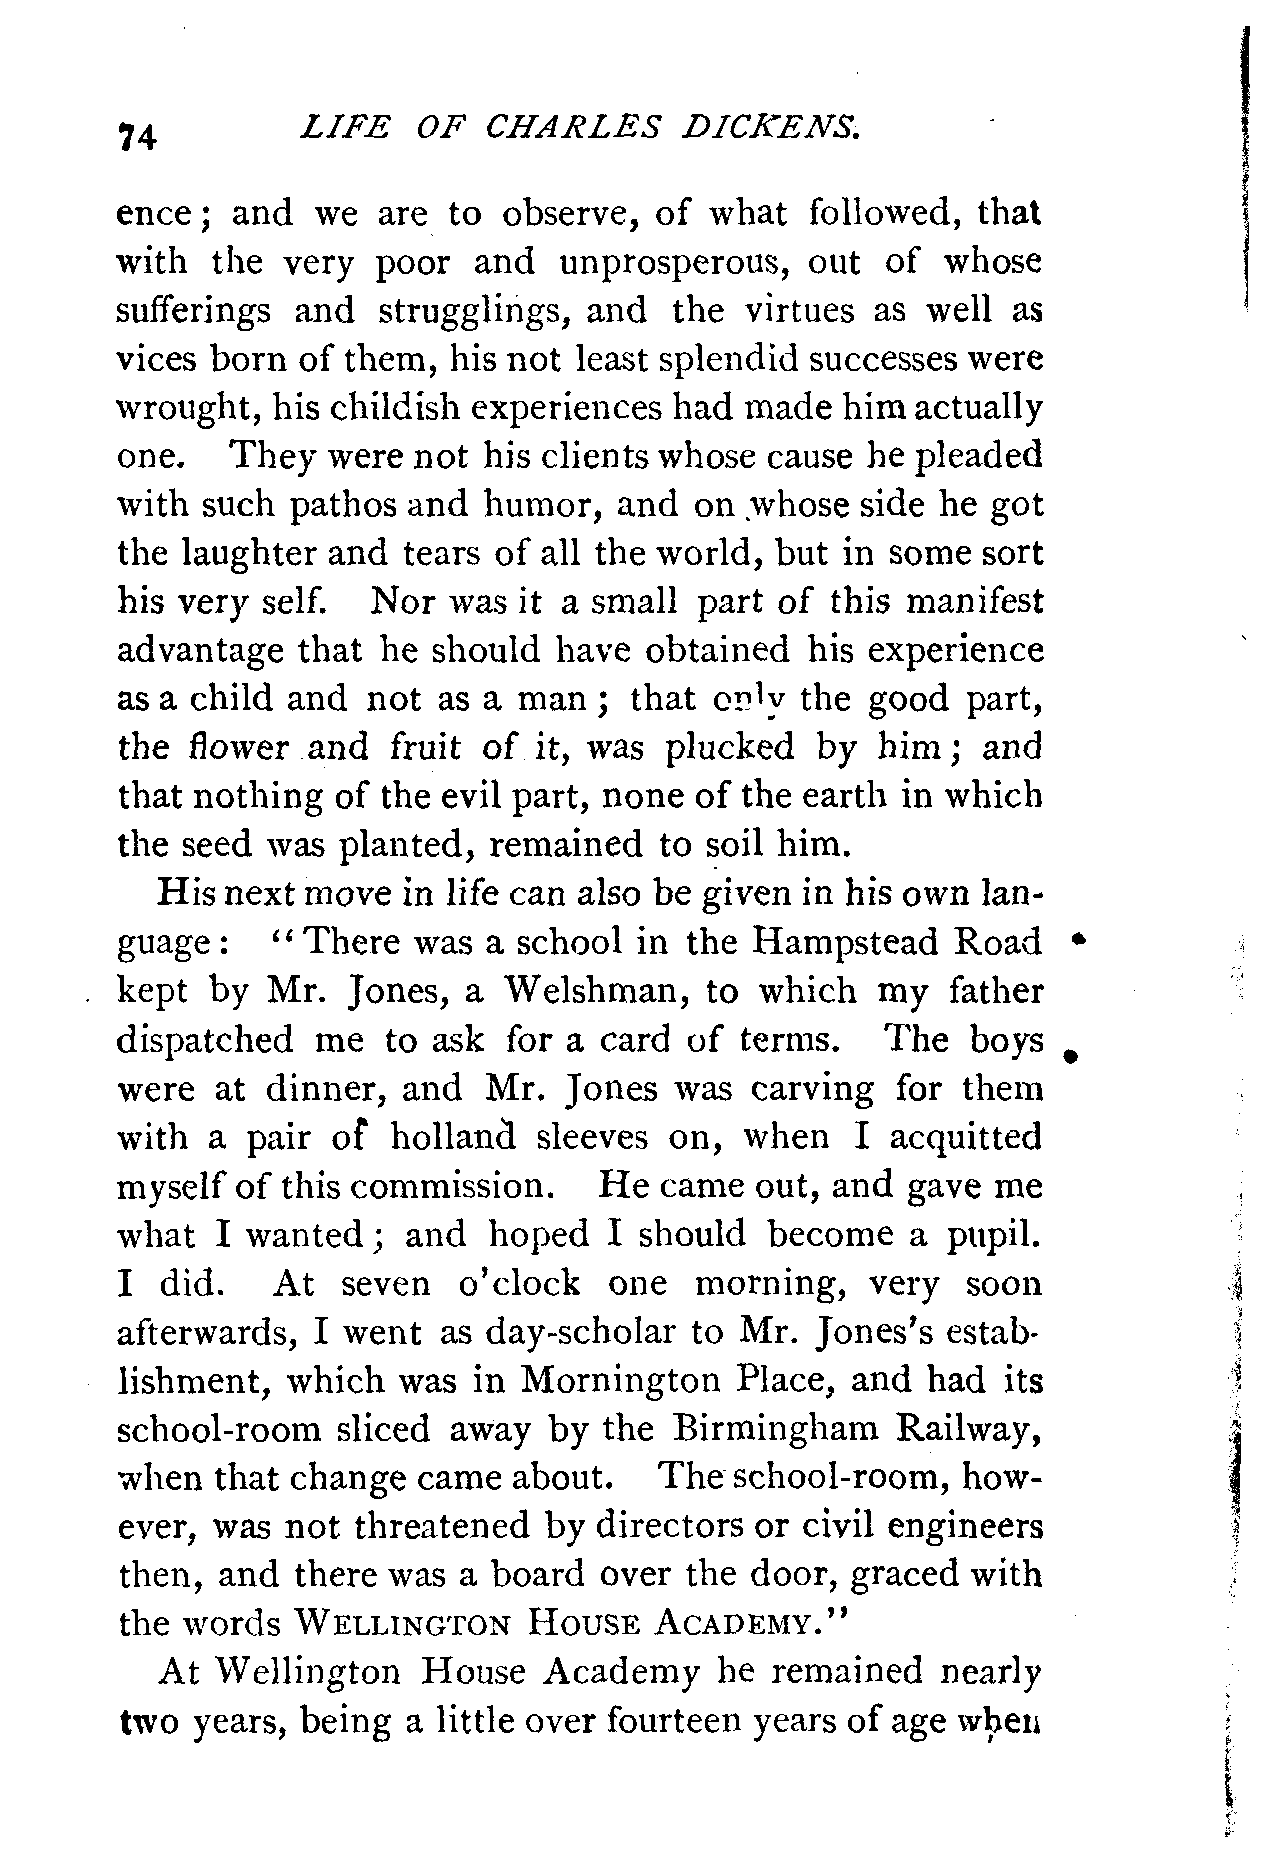 74 LIFE OF CHARLES DICKENS.
ence; and we are to observe, of what followed, that
with the very poor and unprosperous, out of whose
sufferings and strugglings, and the virtues as well as
vices born of them, his not least splendid successes were
wrought, his childish experiences had made him actually
one. They were not his clients whose cause he pleaded
with such pathos and humor, and on whose side he got
the laughter and tears of all the world, but in some sort
his very self. Nor was it a small part of this manifest
advantage that he should have obtained his experience
as a child and not as a man; that only the good part,
the flower and fruit of it, was plucked by him; and
that nothing of the evil part, none of the earth in which
the seed was planted, remained to soil him.
His next move in life can also be given in his own lan-
guage: "There was a school in the Hampstead Road
kept by Mr. Jones, a Welshman, to which my father
dispatched me to ask for a card of terms. The boys
were at dinner, and Mr. Jones was carving for them
with a pair of holland sleeves on, when I acquitted
myself of this commission. He came out, and gave me
what I wanted; and hoped I should become a pupil.
I did. At seven o'clock one morning, very soon
afterwards, I went as day-scholar to Mr. Jones's estab-
lishment, which was in Mornington Place, and had its
school-room sliced away by the Birmingham Railway,
when that change came about. The school-room, how-
ever, was not threatened by directors or civil engineers
then, and there was a board over the door, graced with
the words WELLINGTON HOUSE ACADEMY."
At Wellington House Academy he remained nearly
two years, being a little over fourteen years of age when